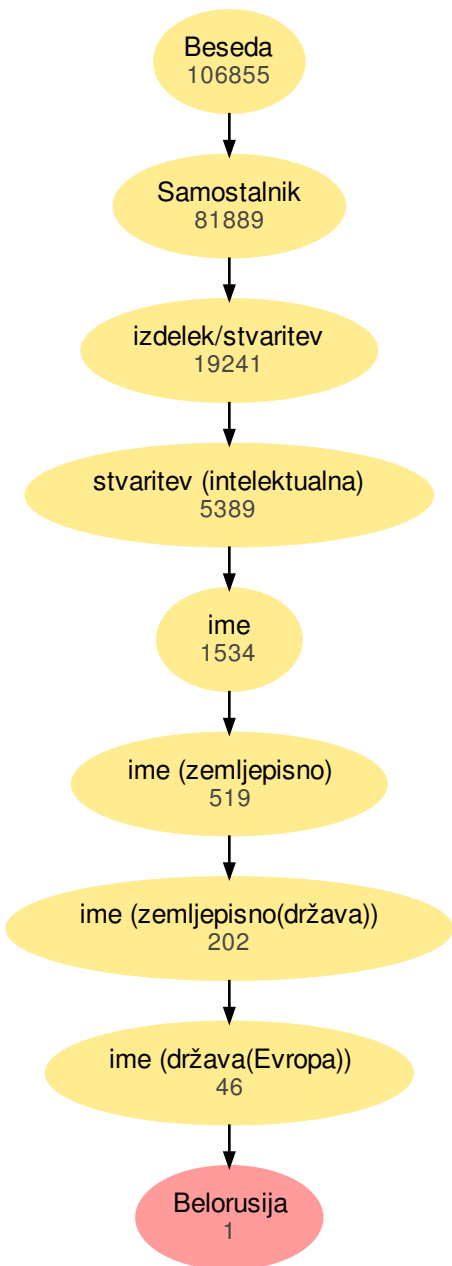 Beseda
106855
Samostalnik
81889
izdelek/stvaritev
19241
stvaritev (intelektualna)
5389
ime
1534
ime (zemljepisno)
519
ime (zemljepisno(država))
202
ime (država(Evropa))
46
Belorusija
1